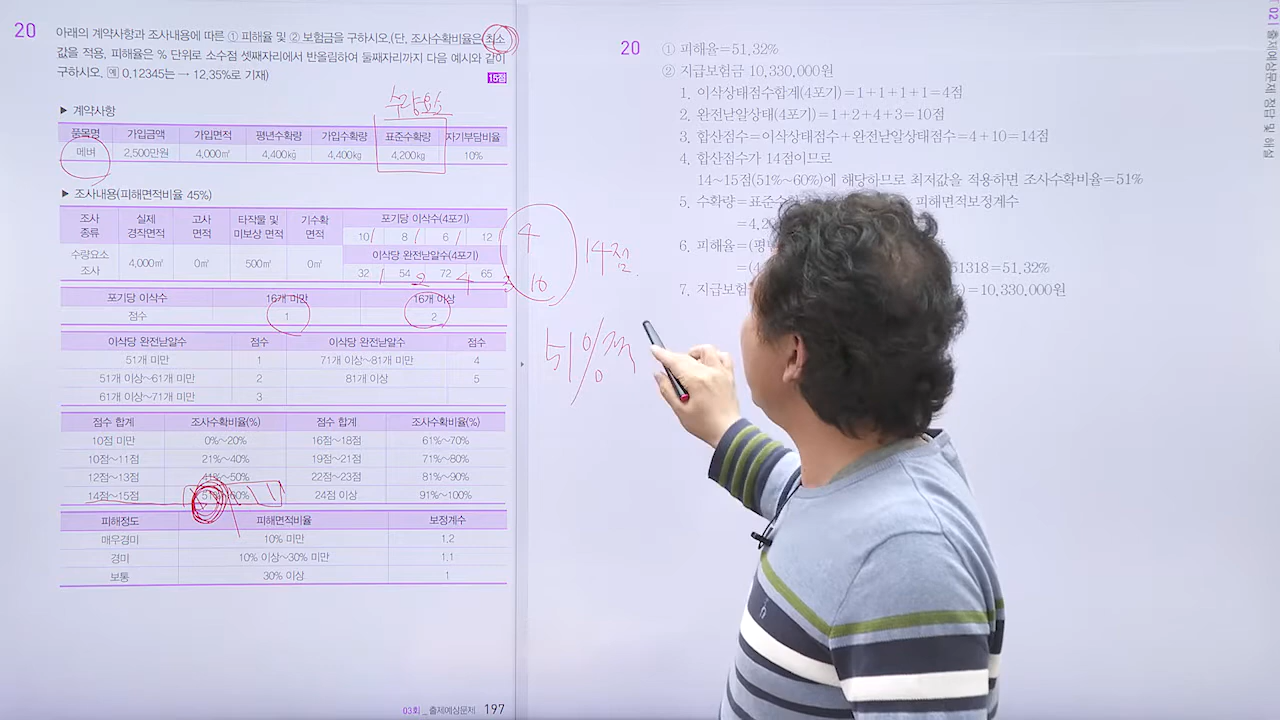 20
아래의 계약사항과 조사내용에 따른 ① 피해율 및 ② 보험금을 구하시오.(단, 조사수확비율은 최소
값을 적용, 피해율은 % 단위로 소수점 셋째자리에서 반올림하여 둘째자리까지 다음 예시와 같이
구하시오. 예 0.12345는 → 12.35%로 기재)
15점
수량요소
▶ 계약사항
품목명 가입금액 가입면적 평년수확량 가입수확량 표준수확량 자기부담비율
메벼 2,500만원 4,000㎡ 4,400kg 4,400kg 4,200kg 10%
▶ 조사내용(피해면적비율 45%)
조사 종류 실제 경작면적 고사 면적 타작물 및 미보상 면적 기수확 면적 포기당 이삭수(4포기)
10 8 6 12
이삭당 완전낟알수(4포기)
수량요소 조사 4,000㎡ 0㎡ 500㎡ 0㎡ 32 54 72 65
포기당 이삭수 16개 미만 16개 이상
점수 1 2
이삭당 완전낟알수 점수 이삭당 완전낟알수 점수
51개 미만 1 71개 이상~81개 미만 4
51개 이상~61개 미만 2 81개 이상 5
61개 이상~71개 미만 3
점수 합계 조사수확비율(%) 점수 합계 조사수확비율(%)
10점 미만 0%~20% 16점~18점 61%~70%
10점~11점 21%~40% 19점~21점 71%~80%
12점~13점 41%~50% 22점~23점 81%~90%
14점~15점 24점 이상 91%~100%
피해정도 피해면적비율 보정계수
매우경미 10% 미만 1.2
경미 10% 이상~30% 미만 1.1
보통 30% 이상 1
03회 _ 출제예상문제 197
4
10
14점
51%
20
① 피해율=51.32%
② 지급보험금 10,330,000원
1. 이삭상태점수합계(4포기)=1+1+1+1=4점
2. 완전낟알상태(4포기)=1+2+4+3=10점
3. 합산점수=이삭상태점수+완전낟알상태점수=4+10=14점
4. 합산점수가 14점이므로
14~15점(51%~60%)에 해당하므로 최저값을 적용하면 조사수확비율=51%
5. 수확량=표준수 피해면적보정계수
=4,20
6. 피해율=(평
=(4 51318=51.32%
7. 지급보험 )=10,330,000원
02 출제예상문제 정답 및 해설